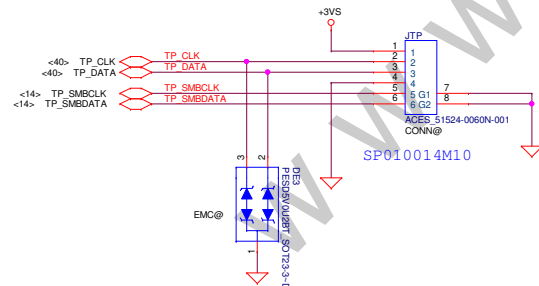 +3VS
JTP
<40> TP_CLK TP_CLK 1 1
<40> TP_DATA TP_DATA 2 2
3 3
4 4
<14> TP_SMBCLK TP_SMBCLK 5 5 G1 7
<14> TP_SMBDATA TP_SMBDATA 6 6 G2 8
ACES_51524-0060N-001
CONN@
SP010014M10
3 2
EMC@
DE3
PESD5V0U2BT_SOT23-3~
1
W W W